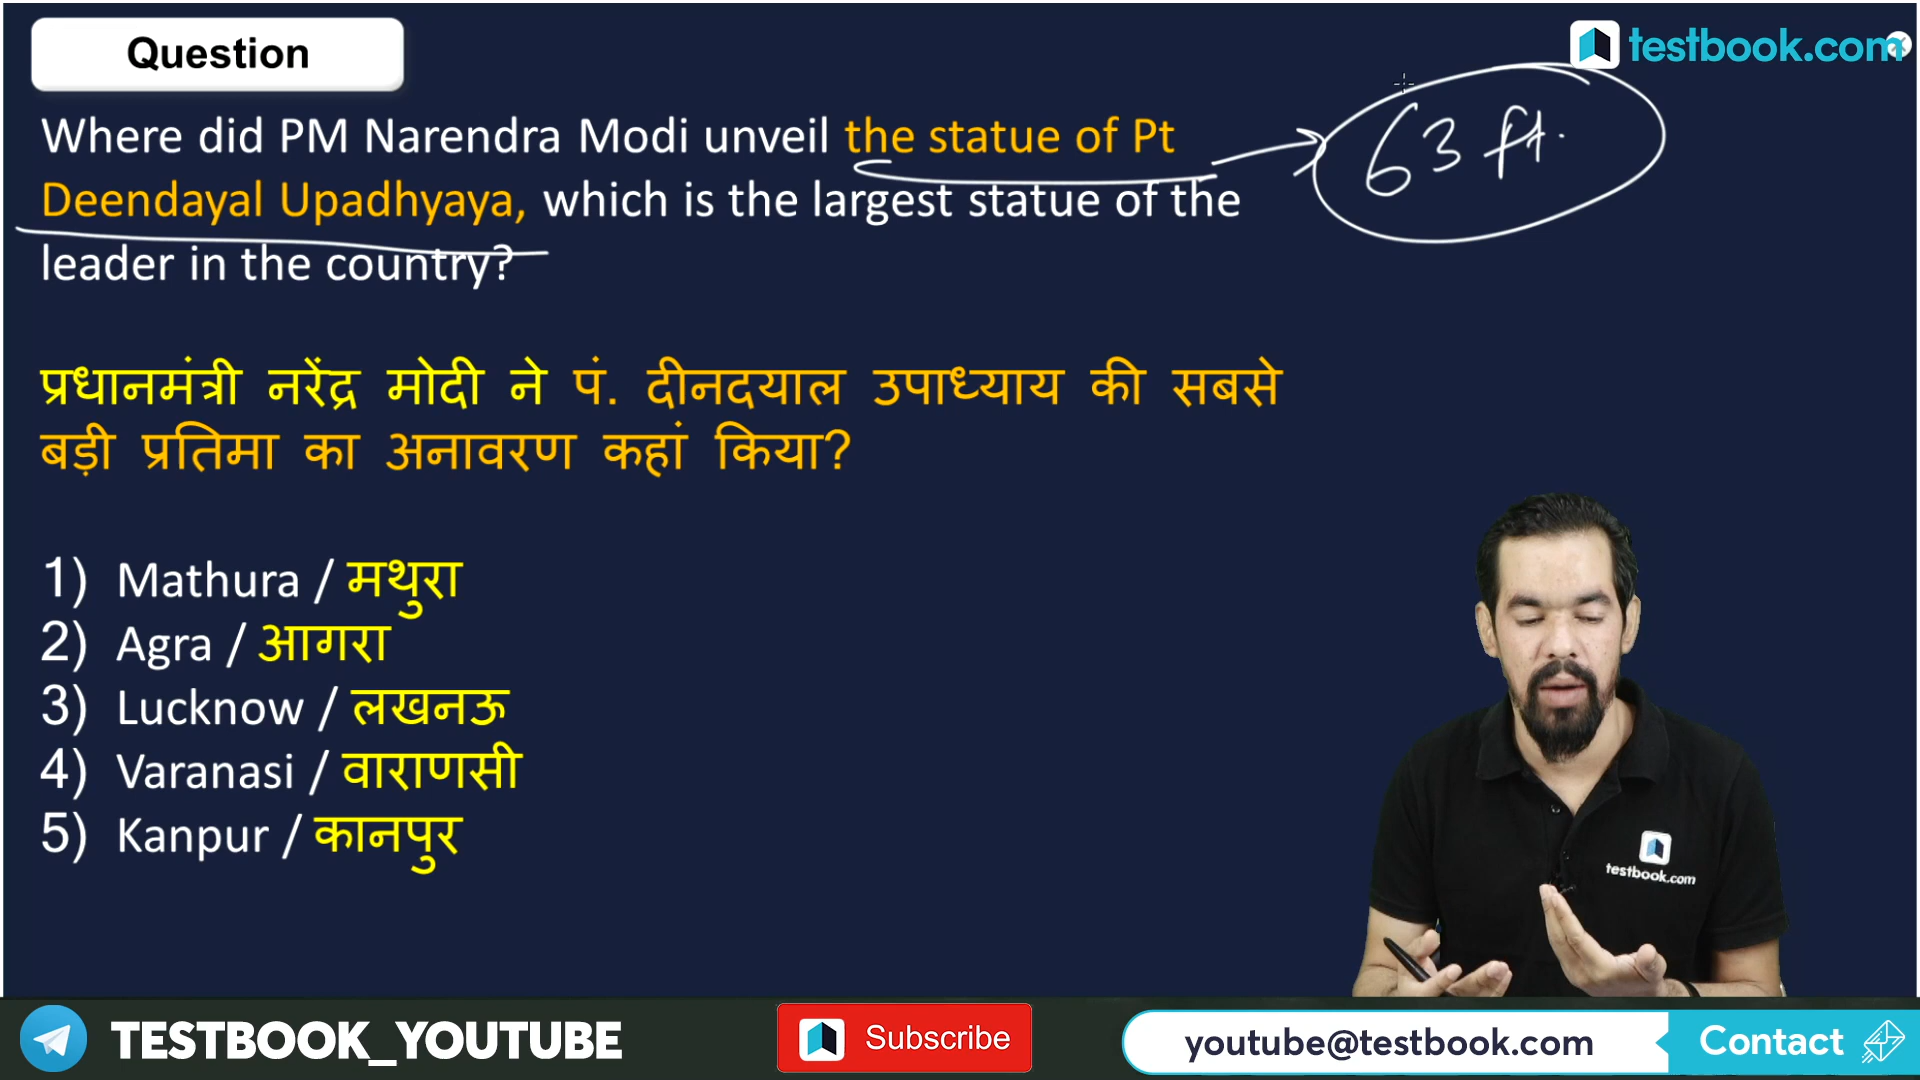 Question
testbook.com
Where did PM Narendra Modi unveil the statue of Pt
63 ft.
Deendayal Upadhyaya, which is the largest statue of the
leader in the country?
प्रधानमंत्री नरेंद्र मोदी ने पं. दीनदयाल उपाध्याय की सबसे
बड़ी प्रतिमा का अनावरण कहां किया?
1) Mathura / मथुरा
2) Agra / आगरा
3) Lucknow / लखनऊ
4) Varanasi / वाराणसी
5) Kanpur / कानपुर
testbook.com
TESTBOOK_YOUTUBE
Subscribe
youtube@testbook.com
Contact